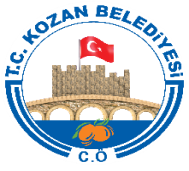 T.C. KOZAN BELEDİYESİ
C.Ö